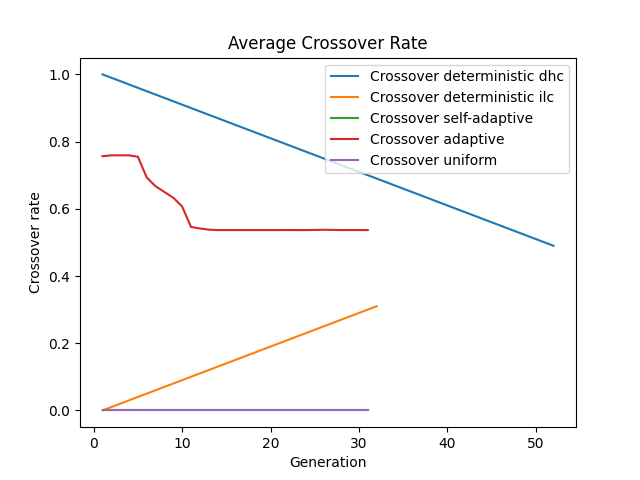 Average Crossover Rate
Crossover deterministic dhc
Crossover deterministic ilc
Crossover self-adaptive
Crossover adaptive
Crossover uniform
Crossover rate
1.0
0.8
0.6
0.4
0.2
0.0
0 10 20 30 40 50
Generation